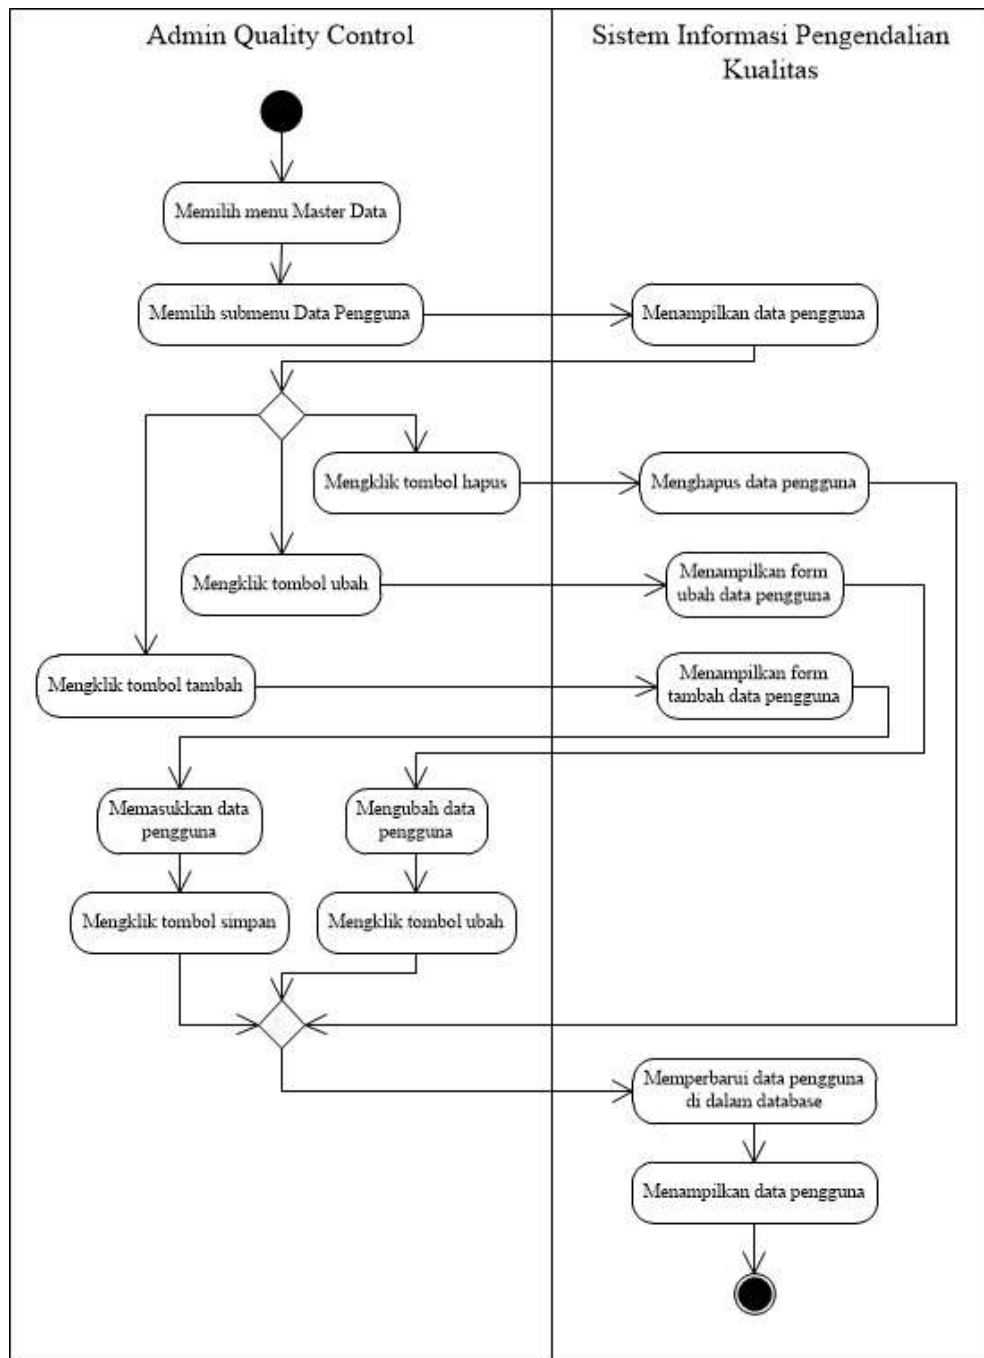 Admin Quality Control
Sistem Informasi Pengendalian
Kualitas
Memilih menu Master Data
Memilih submenu Data Pengguna
Menampilkan data pengguna
Mengklik tombol hapus
Menghapus data pengguna
Mengklik tombol ubah
Menampilkan form
ubah data pengguna
Mengklik tombol tambah
Menampilkan form
tambah data pengguna
Memasukkan data
pengguna
Mengubah data
pengguna
Mengklik tombol simpan
Mengklik tombol ubah
Memperbarui data pengguna
di dalam database
Menampilkan data pengguna